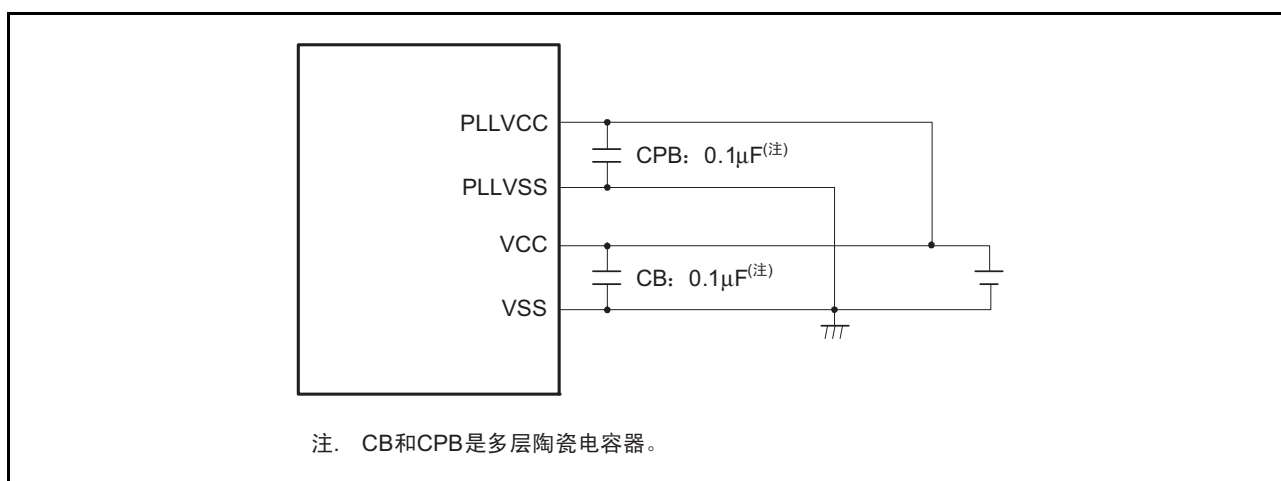 PLLVCC
CPB：0.1μF(注)
PLLVSS
VCC
CB：0.1μF(注)
VSS
注. CB和CPB是多层陶瓷电容器。